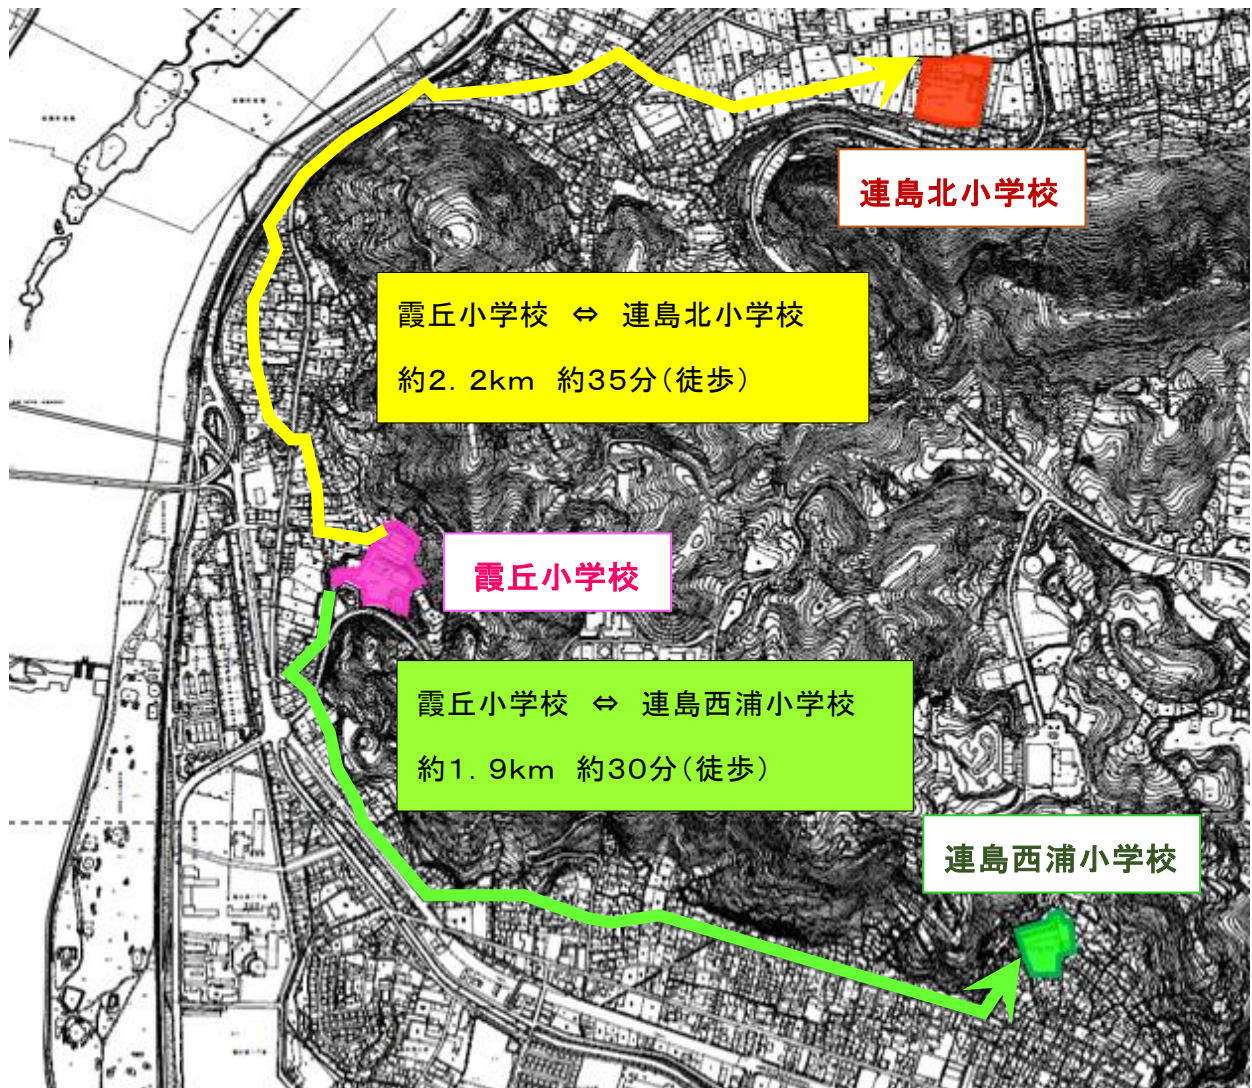 連島北小学校
霞丘小学校 ⇔ 連島北小学校
約2.2km 約35分(徒歩)
霞丘小学校
霞丘小学校 ⇔ 連島西浦小学校
約1.9km 約30分(徒歩)
連島西浦小学校